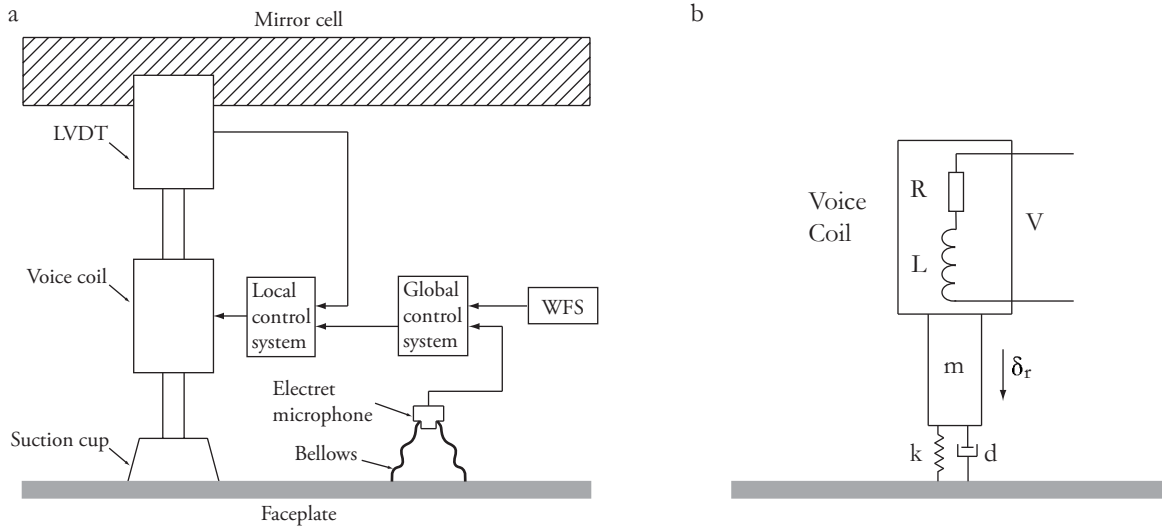 a
Mirror cell
LVDT
Voice coil
Local
control
system
Global
control
system
WFS
Electret
microphone
Suction cup
Bellows
Faceplate
b
Voice
Coil
R
L
V
m
δr
k
d